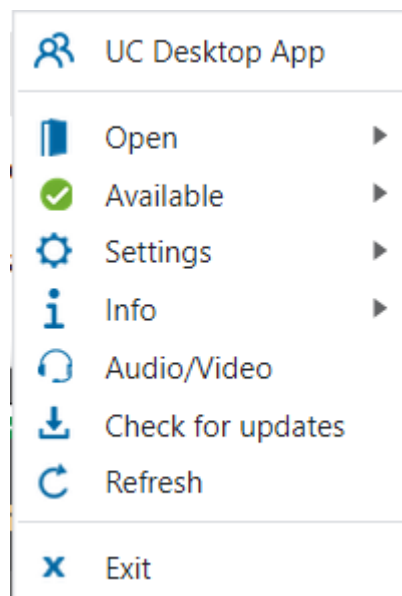 UC Desktop App
Open
Available
Settings
Info
Audio/Video
Check for updates
Refresh
Exit